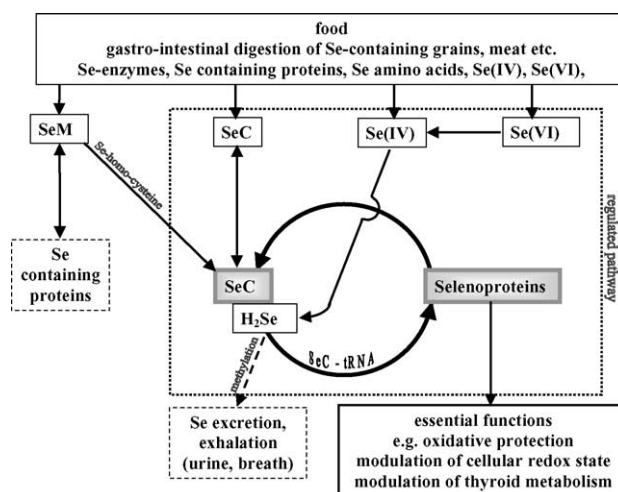 food
gastro-intestinal digestion of Se-containing grains, meat etc.
Se-enzymes, Se containing proteins, Se amino acids, Se(IV), Se(VI),
SeM
SeC
Se(IV)
Se(VI)
Se-homo-cysteine
regulated pathway
Se
containing
proteins
SeC
Selenoproteins
H₂Se
SeC - tRNA
methylation
Se excretion,
exhalation
(urine, breath)
essential functions
e.g. oxidative protection
modulation of cellular redox state
modulation of thyroid metabolism